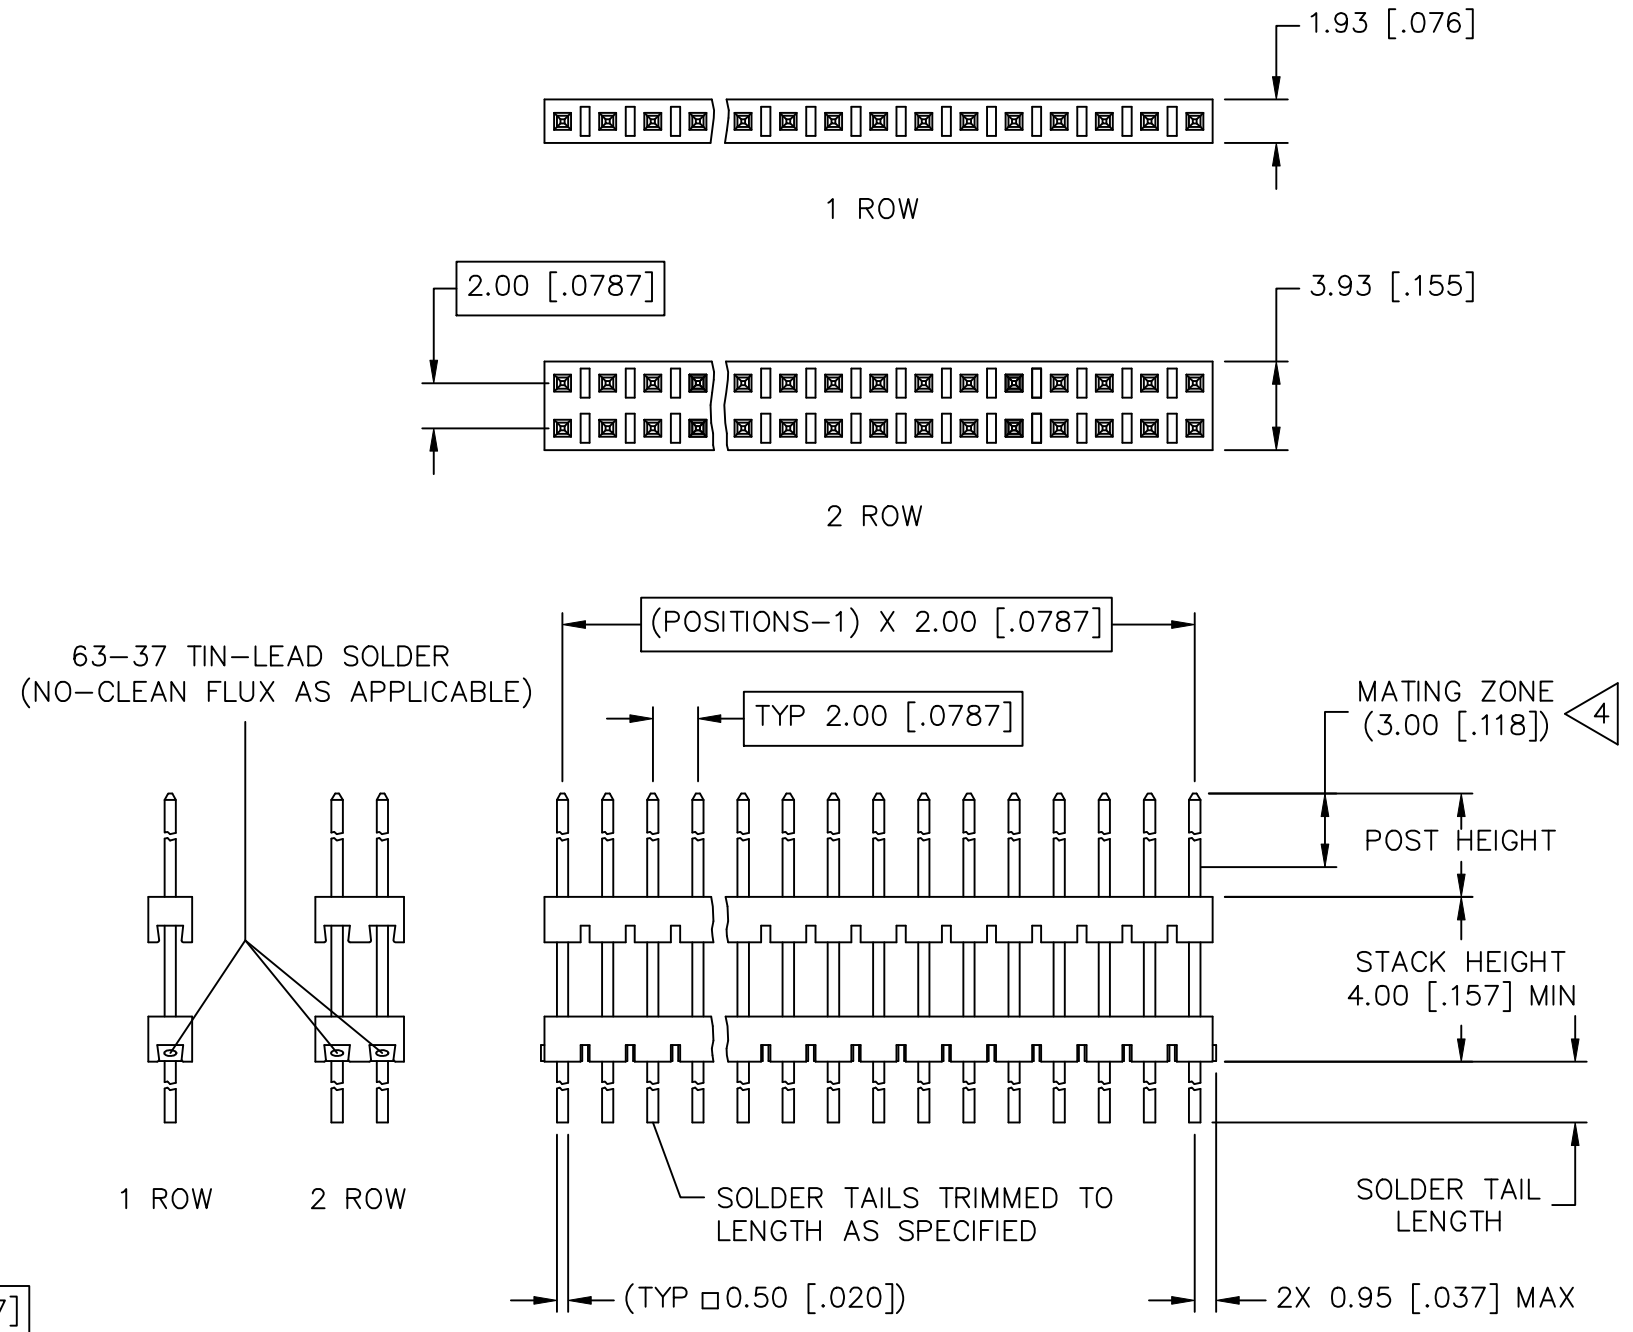 1.93 [.076]
1 ROW
2.00 [.0787]
3.93 [.155]
2 ROW
(POSITIONS-1) X 2.00 [.0787]
63-37 TIN-LEAD SOLDER
(NO-CLEAN FLUX AS APPLICABLE)
TYP 2.00 [.0787]
MATING ZONE
(3.00 [.118])
4
POST HEIGHT
STACK HEIGHT
4.00 [.157] MIN
1 ROW
2 ROW
SOLDER TAILS TRIMMED TO
LENGTH AS SPECIFIED
SOLDER TAIL
LENGTH
(TYP □0.50 [.020])
2X 0.95 [.037] MAX
7]